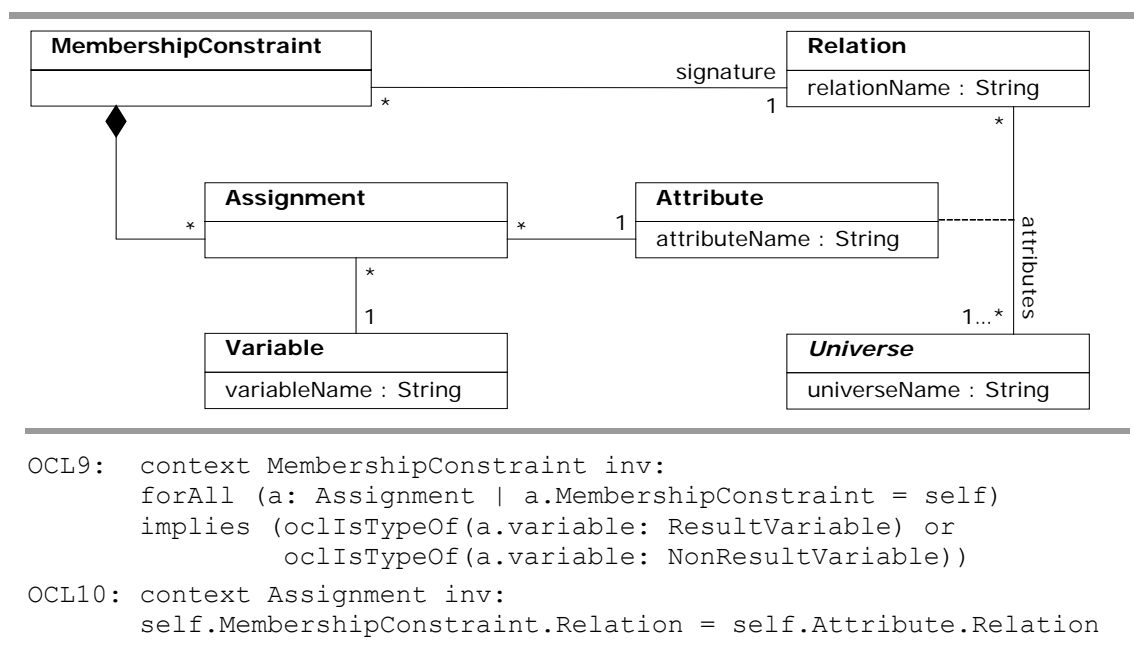 MembershipConstraint
Relation
signature
relationName : String
*
1
*
Assignment
Attribute
*
*
1
attributeName : String
attributes
*
1
1...*
Variable
Universe
variableName : String
universeName : String
OCL9: context MembershipConstraint inv:
forAll (a: Assignment | a.MembershipConstraint = self)
implies (oclIsTypeOf(a.variable: ResultVariable) or
oclIsTypeOf(a.variable: NonResultVariable))
OCL10: context Assignment inv:
self.MembershipConstraint.Relation = self.Attribute.Relation